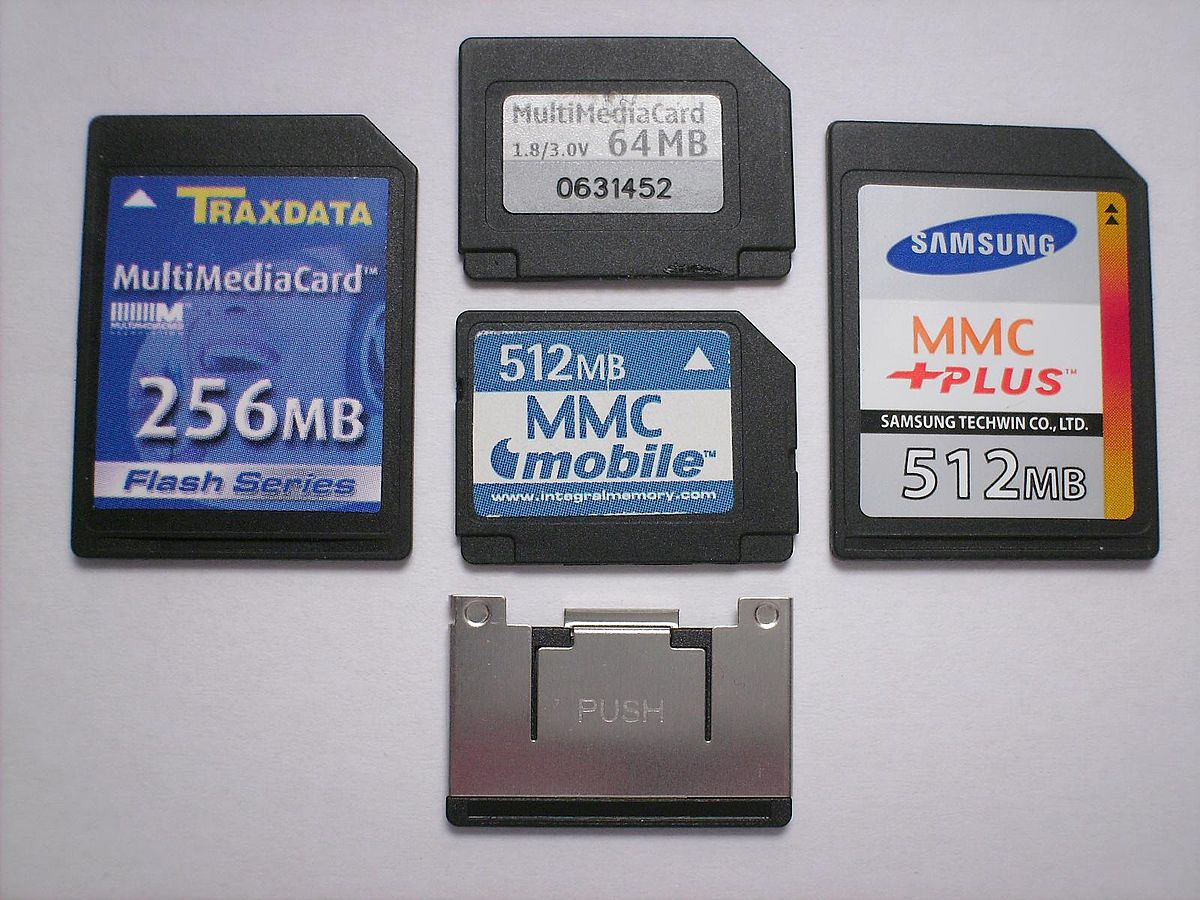 TRAXDATA
MultiMediaCard™
MULTIMEDIACARD
256MB
Flash Series
MultiMediaCard
1.8/3.0V 64MB
0631452
512MB
MMC
mobile™
www.integralmemory.com
PUSH
SAMSUNG
MMC
+PLUS™
SAMSUNG TECHWIN CO., LTD.
512MB